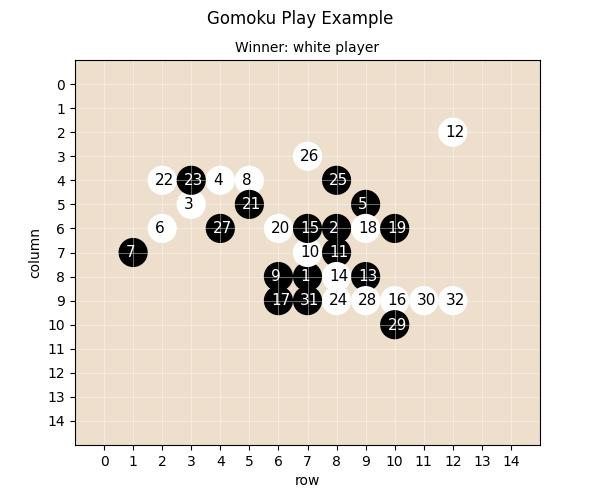 Gomoku Play Example
Winner: white player
0
1
2 12
3 26
4 22 23 4 8 25
5 3 21 5
6 6 27 20 15 2 18 19
7 7 10 11
8 9 1 14 13
9 17 31 24 28 16 30 32
10 29
11
12
13
14
0 1 2 3 4 5 6 7 8 9 10 11 12 13 14
row
column